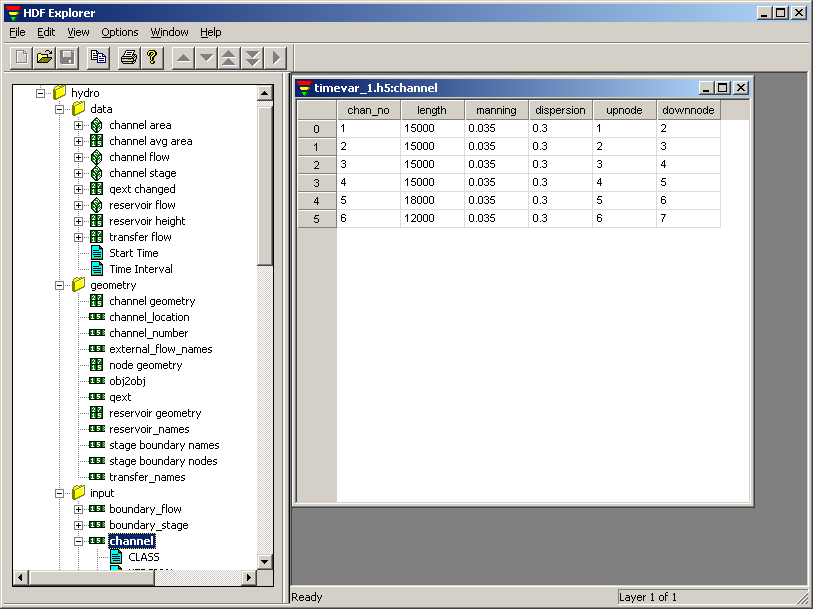 HDF Explorer
File Edit View Options Window Help
hydro
data
channel area
channel avg area
channel flow
channel stage
qext changed
reservoir flow
reservoir height
transfer flow
Start Time
Time Interval
geometry
channel geometry
channel_location
channel_number
external_flow_names
node geometry
obj2obj
qext
reservoir geometry
reservoir_names
stage boundary names
stage boundary nodes
transfer_names
input
boundary_flow
boundary_stage
channel
CLASS
timevar_1.h5:channel
chan_no length manning dispersion upnode downnode
0 1 15000 0.035 0.3 1 2
1 2 15000 0.035 0.3 2 3
2 3 15000 0.035 0.3 3 4
3 4 15000 0.035 0.3 4 5
4 5 18000 0.035 0.3 5 6
5 6 12000 0.035 0.3 6 7
Ready Layer 1 of 1